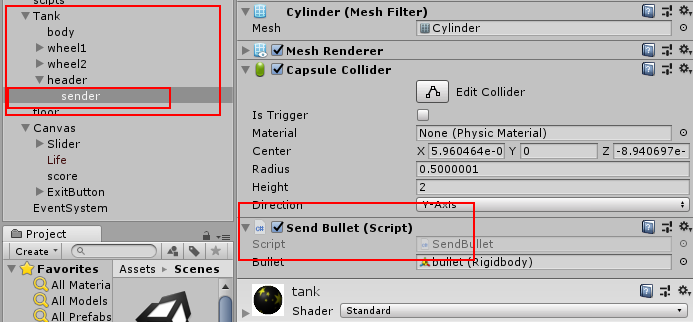 scipts
Tank
body
wheel1
wheel2
header
sender
floor
Canvas
Slider
Life
score
ExitButton
EventSystem
Project
Create
Favorites
All Materia
All Models
All Prefabs
Assets
Scenes
Cylinder (Mesh Filter)
Mesh
Cylinder
Mesh Renderer
Capsule Collider
Edit Collider
Is Trigger
Material
None (Physic Material)
Center
X 5.960464e-0 Y 0 Z -8.940697e-
Radius
0.5000001
Height
2
Direction
Y-Axis
Send Bullet (Script)
Script
SendBullet
Bullet
bullet (Rigidbody)
tank
Shader
Standard